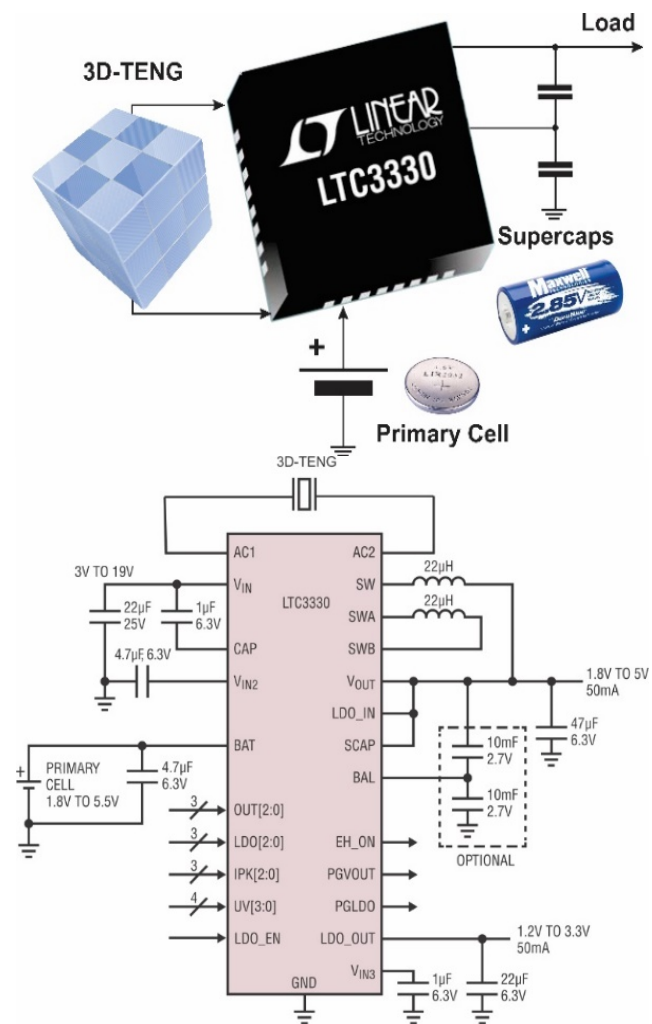 Load
3D-TENG
LT LINEAR
TECHNOLOGY
LTC3330
Supercaps
Maxwell
TECHNOLOGIES
2.85V
+
+
Primary Cell
3D-TENG
AC1
AC2
3V TO 19V
VIN
22µF
25V
1µF
6.3V
LTC3330
SW
22µH
SWA
22µH
CAP
SWB
4.7µF, 6.3V
VIN2
VOUT
1.8V TO 5V
50mA
LDO_IN
47µF
6.3V
BAT
SCAP
10mF
2.7V
+
PRIMARY
CELL
1.8V TO 5.5V
4.7µF
6.3V
BAL
10mF
2.7V
OPTIONAL
3
OUT[2:0]
3
LDO[2:0]
EH_ON
3
IPK[2:0]
PGVOUT
4
UV[3:0]
PGLDO
LDO_EN
LDO_OUT
1.2V TO 3.3V
50mA
VIN3
1µF
6.3V
22µF
6.3V
GND